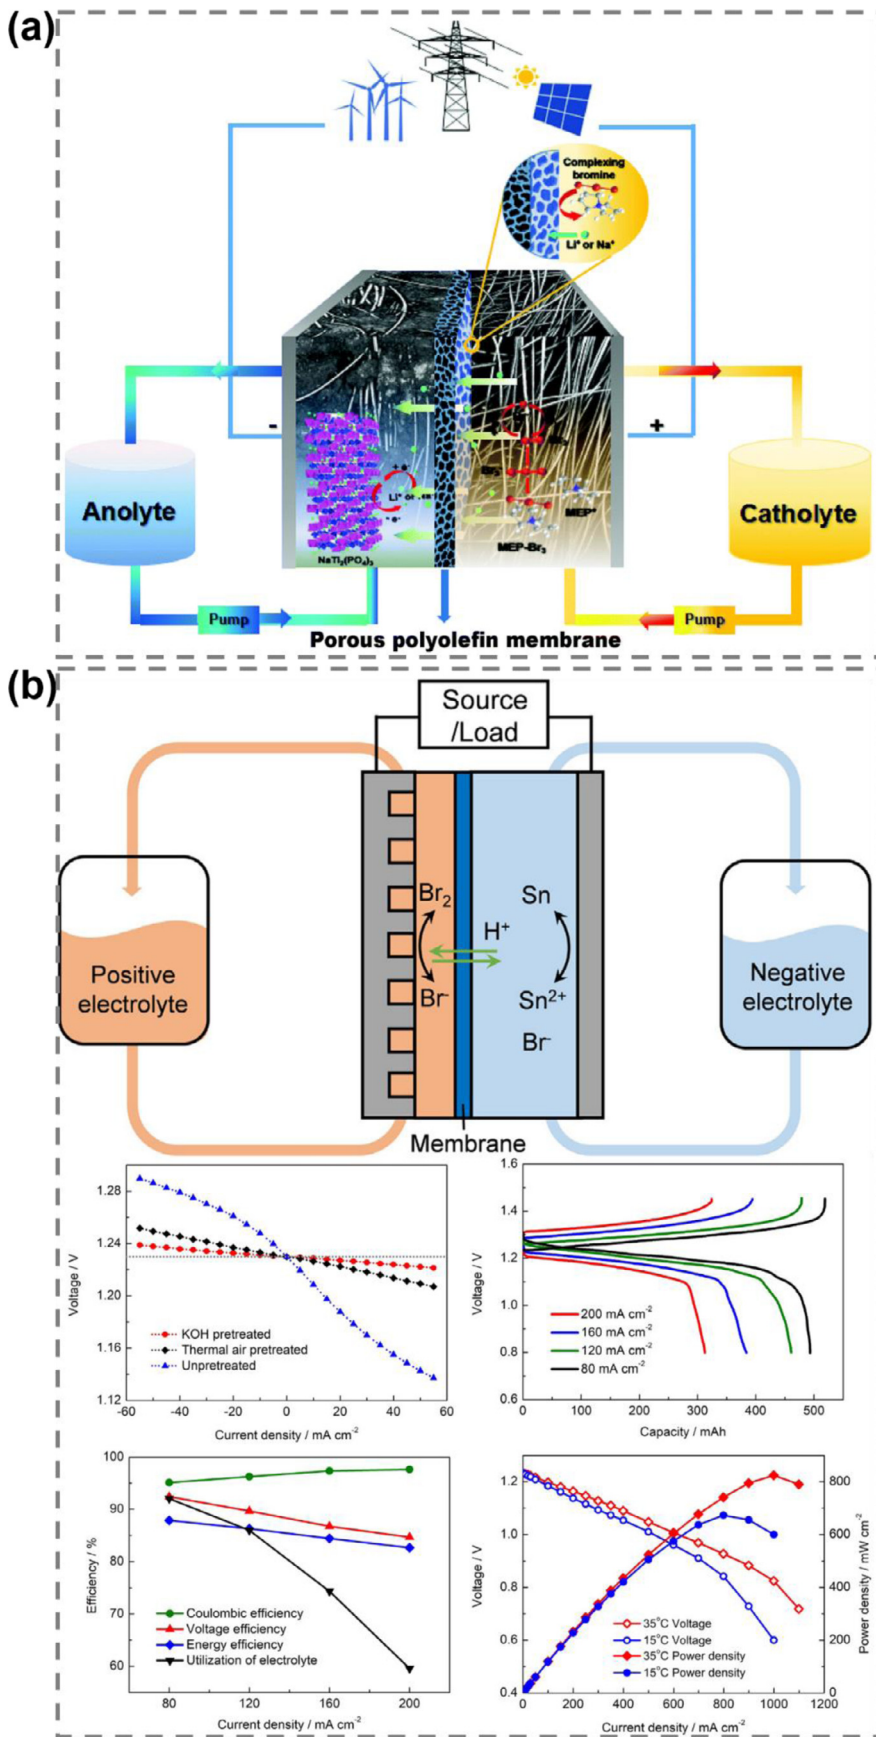 (a)
Complexing
bromine
Li⁺ or Na⁺
-
+
Anolyte
Catholyte
+ e⁻
- e⁻
Br₂
MEP⁺
MEP-Br₃
NaTi₂(PO₄)₃
Pump
Pump
Porous polyolefin membrane
(b)
Source
/Load
Br₂
Sn
H⁺
Br⁻
Sn²⁺
Br⁻
Positive
electrolyte
Negative
electrolyte
Membrane
Voltage / V
1.28
1.24
1.20
1.16
1.12
KOH pretreated
Thermal air pretreated
Unpretreated
-60 -40 -20 0 20 40 60
Current density / mA cm⁻²
Voltage / V
1.6
1.4
1.2
1.0
0.8
0.6
200 mA cm⁻²
160 mA cm⁻²
120 mA cm⁻²
80 mA cm⁻²
0 100 200 300 400 500
Capacity / mAh
Efficiency / %
100
95
90
85
80
75
70
65
60
Coulombic efficiency
Voltage efficiency
Energy efficiency
Utilization of electrolyte
80 120 160 200
Current density / mA cm⁻²
Voltage / V
1.2
1.0
0.8
0.6
0.4
35°C Voltage
15°C Voltage
35°C Power density
15°C Power density
0 200 400 600 800 1000 1200
Current density / mA cm⁻²
800
600
400
200
0
Power density / mW cm⁻²